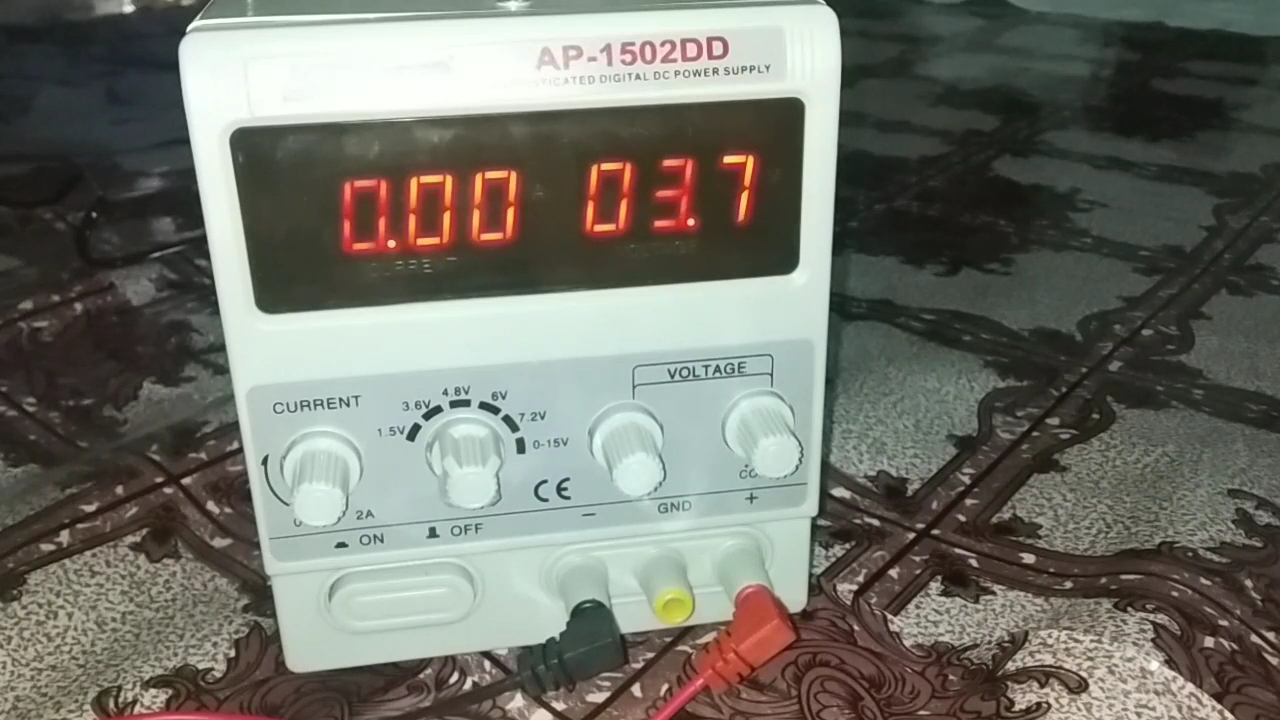 AP-1502DD
DIGITAL DC POWER SUPPLY
0.00 03.7
CURRENT
CURRENT
1.5V
3.6V
4.8V
6V
7.2V
0-15V
VOLTAGE
CE
2A
ON
OFF
−
GND
+